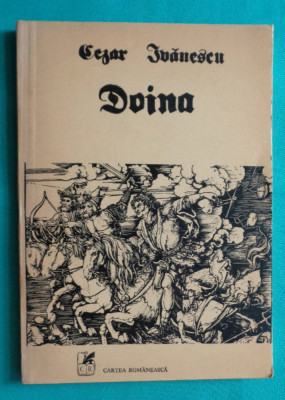 Cezar Ivănescu
Doina
CR
CARTEA ROMÂNEASCĂ